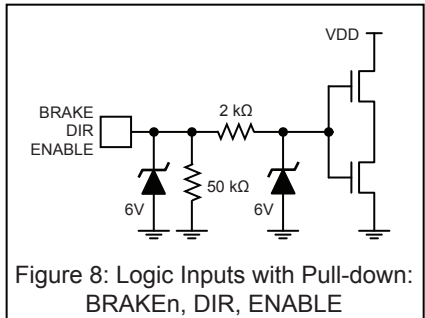 VDD
BRAKE
DIR
ENABLE
2 kΩ
50 kΩ
6V
6V
Figure 8: Logic Inputs with Pull-down:
BRAKEn, DIR, ENABLE